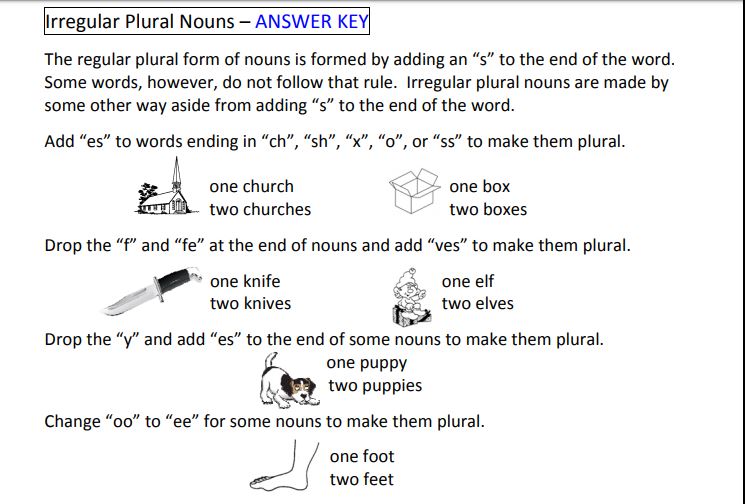 Irregular Plural Nouns – ANSWER KEY
The regular plural form of nouns is formed by adding an “s” to the end of the word.
Some words, however, do not follow that rule.  Irregular plural nouns are made by
some other way aside from adding “s” to the end of the word.
Add “es” to words ending in “ch”, “sh”, “x”, “o”, or “ss” to make them plural.
one church
two churches
one box
two boxes
Drop the “f” and “fe” at the end of nouns and add “ves” to make them plural.
one knife
two knives
one elf
two elves
Drop the “y” and add “es” to the end of some nouns to make them plural.
one puppy
two puppies
Change “oo” to “ee” for some nouns to make them plural.
one foot
two feet